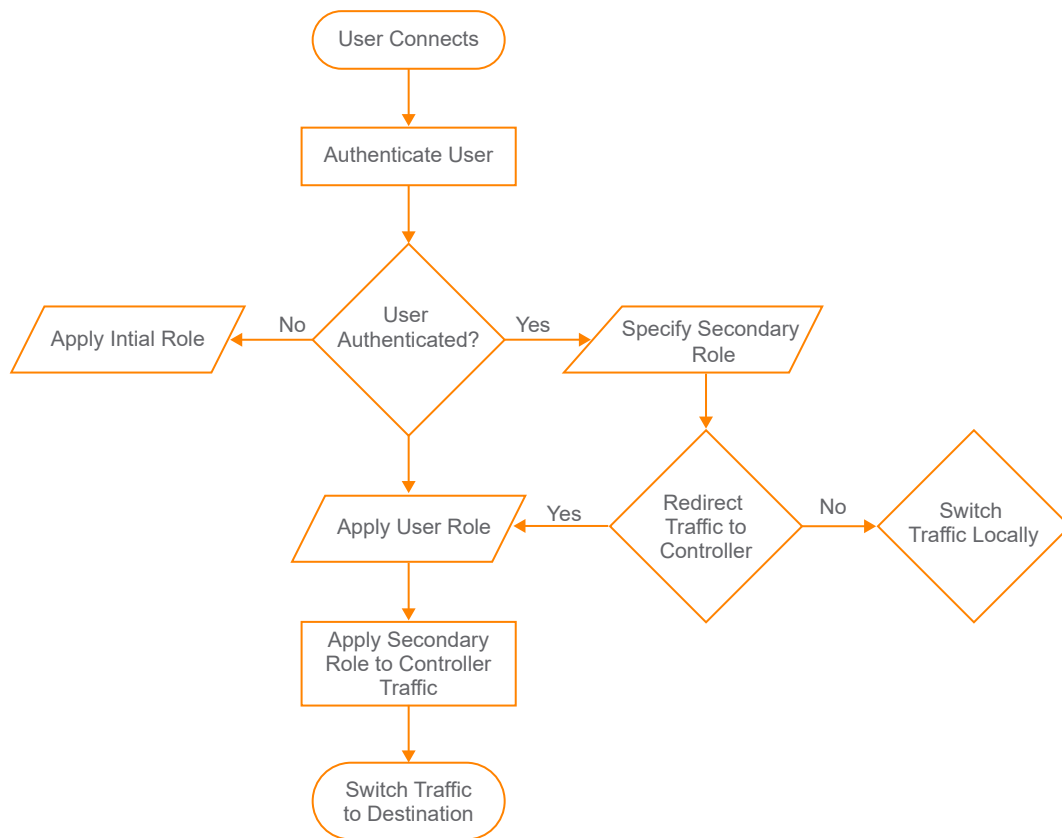 User Connects
Authenticate User
User
Authenticated?
No
Yes
Apply Intial Role
Specify Secondary
Role
Redirect
Traffic to
Controller
Yes
No
Switch
Traffic Locally
Apply User Role
Apply Secondary
Role to Controller
Traffic
Switch Traffic
to Destination